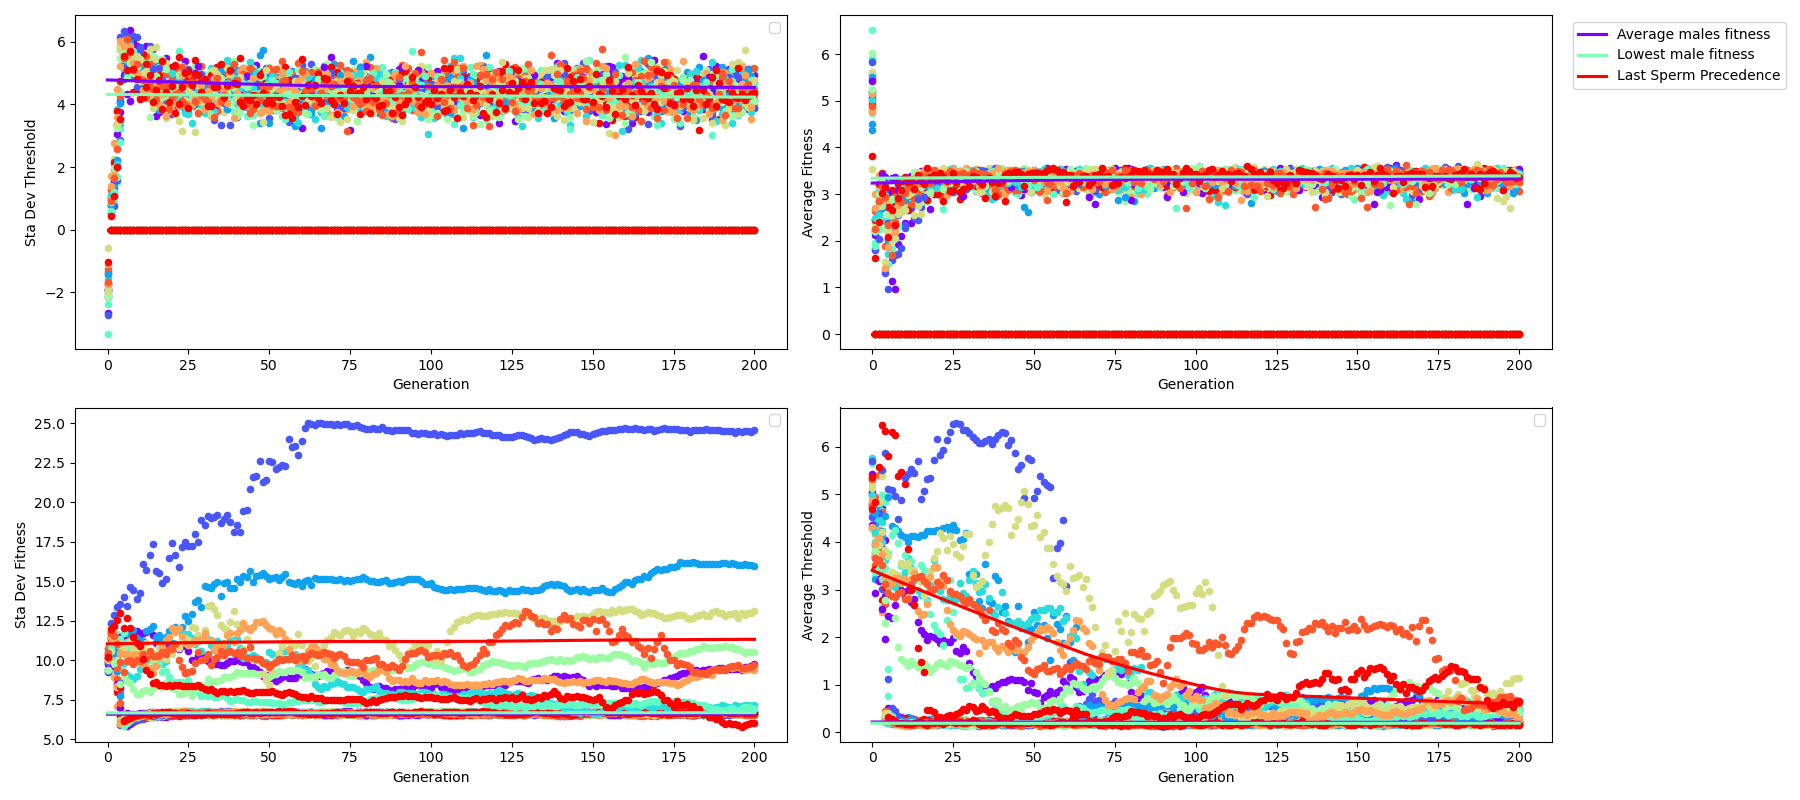 6
4
2
0
−2
Sta Dev Threshold
0 25 50 75 100 125 150 175 200
Generation
6
5
4
3
2
1
0
Average Fitness
0 25 50 75 100 125 150 175 200
Generation
Average males fitness
Lowest male fitness
Last Sperm Precedence
25.0
22.5
20.0
17.5
15.0
12.5
10.0
7.5
5.0
Sta Dev Fitness
0 25 50 75 100 125 150 175 200
Generation
6
5
4
3
2
1
0
Average Threshold
0 25 50 75 100 125 150 175 200
Generation